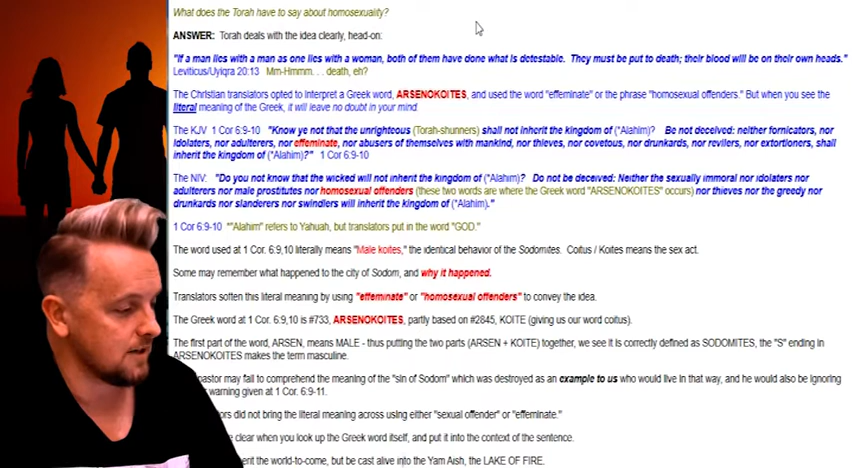 What does the Torah have to say about homosexuality?
ANSWER: Torah deals with the idea clearly, head-on:
"If a man lies with a man as one lies with a woman, both of them have done what is detestable. They must be put to death; their blood will be on their own heads."
Leviticus/Uyiqra 20:13 Mm-Hmmm. . . death, eh?
The Christian translators opted to interpret a Greek word, ARSENOKOITES, and used the word "effeminate" or the phrase "homosexual offenders." But when you see the
literal meaning of the Greek, it will leave no doubt in your mind.
The KJV 1 Cor 6.9-10 "Know ye not that the unrighteous (Torah-shunners) shall not inherit the kingdom of (*Alahim)? Be not deceived: neither fornicators, nor
idolaters, nor adulterers, nor effeminate, nor abusers of themselves with mankind, nor thieves, nor covetous, nor drunkards, nor revilers, nor extortioners, shall
inherit the kingdom of (*Alahim)?" 1 Cor 6.9-10
The NIV: "Do you not know that the wicked will not inherit the kingdom of (*Alahim)? Do not be deceived: Neither the sexually immoral nor idolaters nor
adulterers nor male prostitutes nor homosexual offenders (these two words are where the Greek word "ARSENOKOITES" occurs) nor thieves nor the greedy nor
drunkards nor slanderers nor swindlers will inherit the kingdom of (*Alahim)."
1 Cor 6.9-10 *"Alahim" refers to Yahuah, but translators put in the word "GOD."
The word used at 1 Cor. 6.9,10 literally means "Male koites," the identical behavior of the Sodomites. Coitus / Koites means the sex act.
Some may remember what happened to the city of Sodom, and why it happened.
Translators soften this literal meaning by using "effeminate" or "homosexual offenders" to convey the idea.
The Greek word at 1 Cor. 6.9,10 is #733, ARSENOKOITES, partly based on #2845, KOITE (giving us our word coitus).
The first part of the word, ARSEN, means MALE - thus putting the two parts (ARSEN + KOITE) together, we see it is correctly defined as SODOMITES, the "S" ending in
ARSENOKOITES makes the term masculine.
pastor may fail to comprehend the meaning of the "sin of Sodom" which was destroyed as an example to us who would live in that way, and he would also be ignoring
warning given at 1 Cor. 6.9-11.
did not bring the literal meaning across using either "sexual offender" or "effeminate."
clear when you look up the Greek word itself, and put it into the context of the sentence.
the world-to-come, but be cast alive into the Yam Aish, the LAKE OF FIRE.